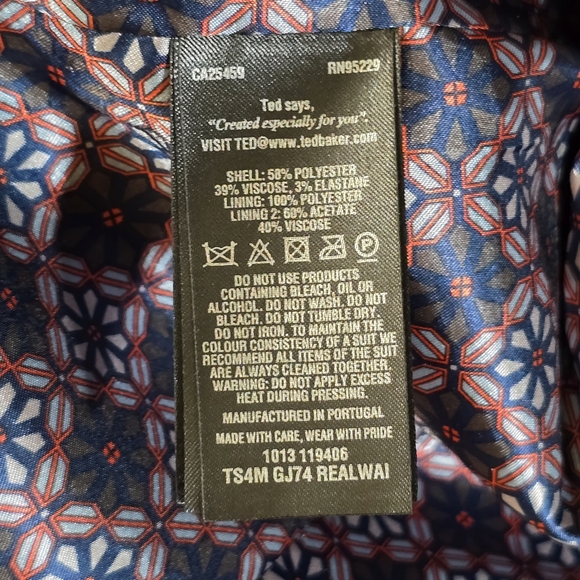 CA25459 RN95229
Ted says,
"Created especially for you".
VISIT TED@www.tedbaker.com
SHELL: 58% POLYESTER
39% VISCOSE, 3% ELASTANE
LINING: 100% POLYESTER
LINING 2: 60% ACETATE
40% VISCOSE
P
DO NOT USE PRODUCTS
CONTAINING BLEACH, OIL OR
ALCOHOL. DO NOT WASH. DO NOT
BLEACH. DO NOT TUMBLE DRY.
DO NOT IRON. TO MAINTAIN THE
COLOUR CONSISTENCY OF A SUIT WE
RECOMMEND ALL ITEMS OF THE SUIT
ARE ALWAYS CLEANED TOGETHER.
WARNING: DO NOT APPLY EXCESS
HEAT DURING PRESSING.
MANUFACTURED IN PORTUGAL
MADE WITH CARE, WEAR WITH PRIDE
1013 119406
TS4M GJ74 REALWAI